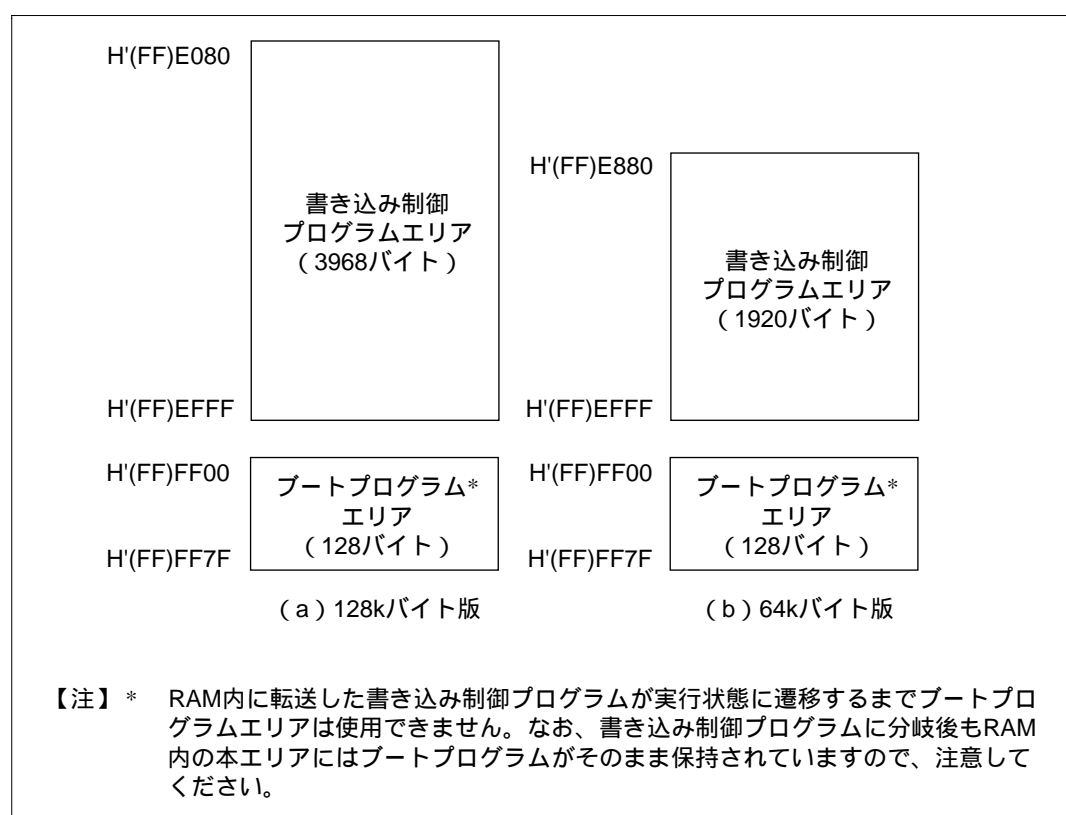 H'(FF)E080
書き込み制御
プログラムエリア
(3968バイト)
H'(FF)EFFF
H'(FF)FF00
ブートプログラム*
エリア
(128バイト)
H'(FF)FF7F
(a)128kバイト版
H'(FF)E880
書き込み制御
プログラムエリア
(1920バイト)
H'(FF)EFFF
H'(FF)FF00
ブートプログラム*
エリア
(128バイト)
H'(FF)FF7F
(b)64kバイト版
【注】* RAM内に転送した書き込み制御プログラムが実行状態に遷移するまでブートプロ
グラムエリアは使用できません。なお、書き込み制御プログラムに分岐後もRAM
内の本エリアにはブートプログラムがそのまま保持されていますので、注意して
ください。